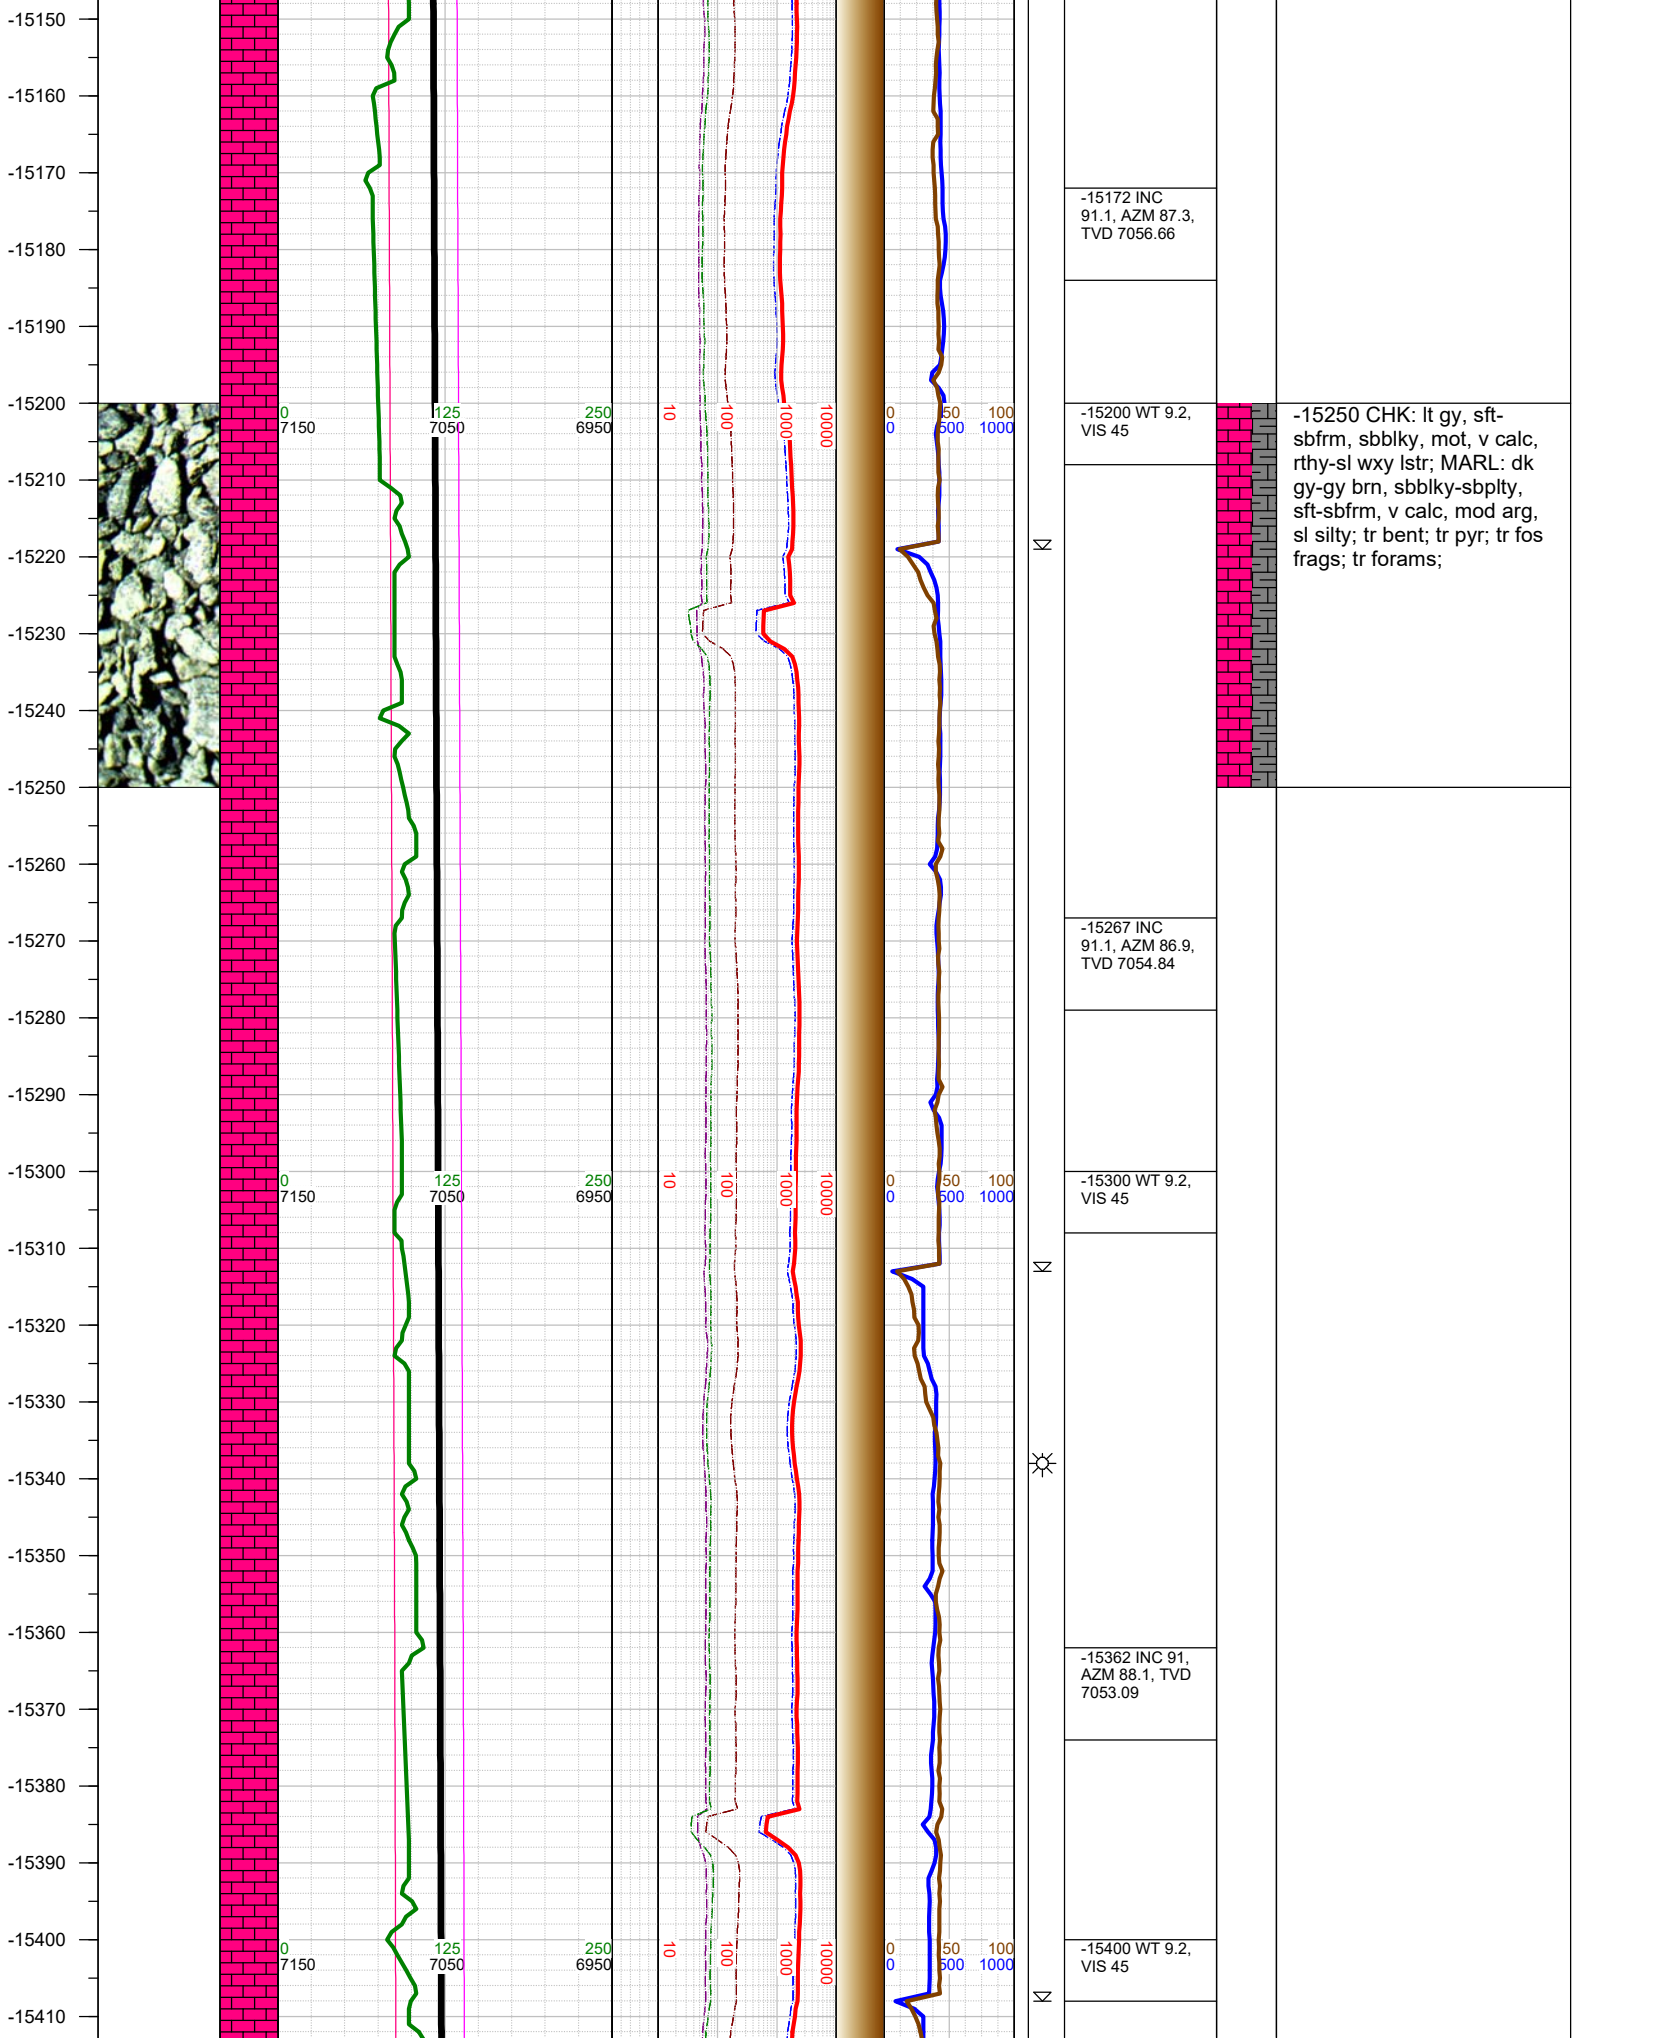 -15150
-15160
-15170
-15172 INC
91.1, AZM 87.3,
TVD 7056.66
-15180
-15190
-15200
0 125 250
7150 7050 6950
10 100 1000 10000
0 50 100
0 500 1000
-15200 WT 9.2,
VIS 45
-15250 CHK: lt gy, sft-
sbfrm, sbblky, mot, v calc,
rthy-sl wxy lstr; MARL: dk
gy-gy brn, sbblky-sbplty,
sft-sbfrm, v calc, mod arg,
sl silty; tr bent; tr pyr; tr fos
frags; tr forams;
-15210
-15220
-15230
-15240
-15250
-15260
-15267 INC
91.1, AZM 86.9,
TVD 7054.84
-15270
-15280
-15290
-15300
0 125 250
7150 7050 6950
10 100 1000 10000
0 50 100
0 500 1000
-15300 WT 9.2,
VIS 45
-15310
-15320
-15330
-15340
-15350
-15360
-15362 INC 91,
AZM 88.1, TVD
7053.09
-15370
-15380
-15390
-15400
0 125 250
7150 7050 6950
10 100 1000 10000
0 50 100
0 500 1000
-15400 WT 9.2,
VIS 45
-15410